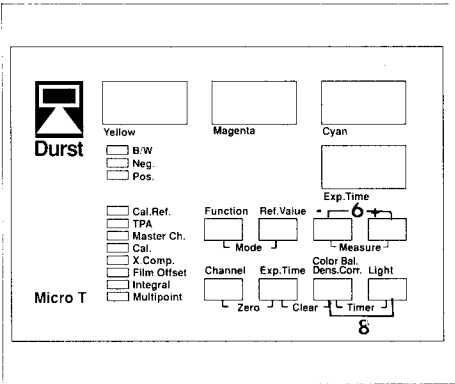 Yellow Magenta Cyan
Durst
B/W
Neg.
Pos.
Exp.Time
Cal.Ref.
TPA
Master Ch.
Cal.
X.Comp.
Film Offset
Integral
Multipoint
Function Ref.Value - 6 +
Mode Measure
Channel Exp.Time Color Bal. Dens.Corr. Light
Zero Clear Timer
8
Micro T